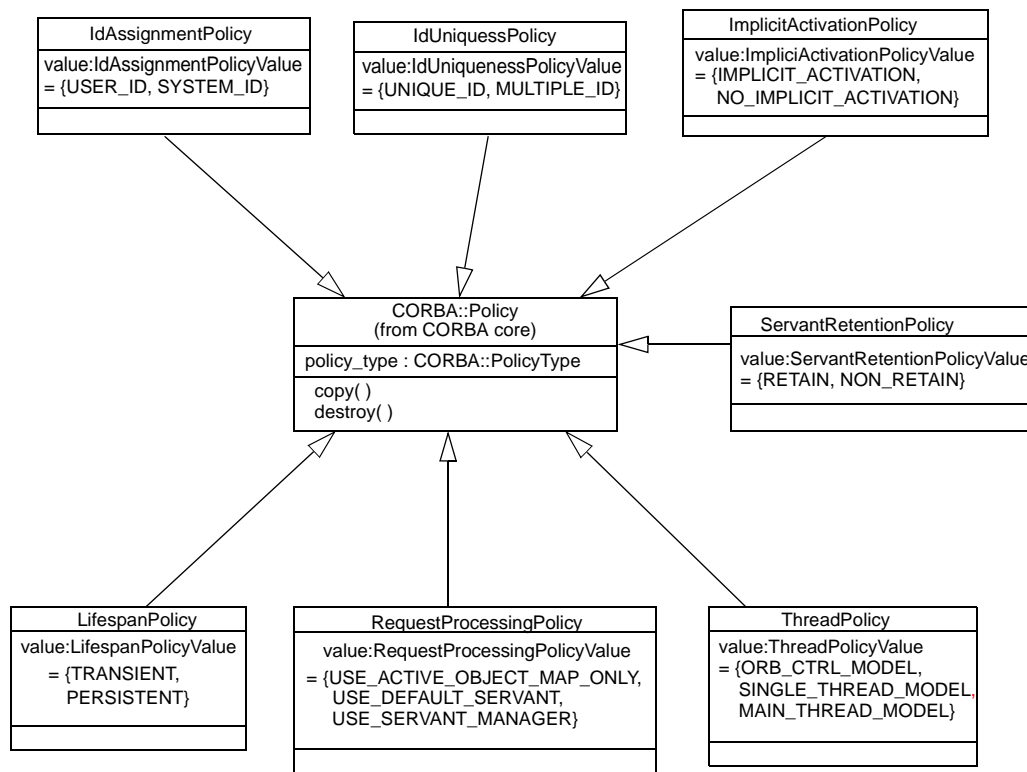 IdAssignmentPolicy
value:IdAssignmentPolicyValue
= {USER_ID, SYSTEM_ID}
IdUniquessPolicy
value:IdUniquenessPolicyValue
= {UNIQUE_ID, MULTIPLE_ID}
ImplicitActivationPolicy
value:ImpliciActivationPolicyValue
= {IMPLICIT_ACTIVATION,
NO_IMPLICIT_ACTIVATION}
CORBA::Policy
(from CORBA core)
policy_type : CORBA::PolicyType
copy( )
destroy( )
ServantRetentionPolicy
value:ServantRetentionPolicyValue
= {RETAIN, NON_RETAIN}
LifespanPolicy
value:LifespanPolicyValue
= {TRANSIENT,
PERSISTENT}
RequestProcessingPolicy
value:RequestProcessingPolicyValue
= {USE_ACTIVE_OBJECT_MAP_ONLY,
USE_DEFAULT_SERVANT,
USE_SERVANT_MANAGER}
ThreadPolicy
value:ThreadPolicyValue
= {ORB_CTRL_MODEL,
SINGLE_THREAD_MODEL,
MAIN_THREAD_MODEL}